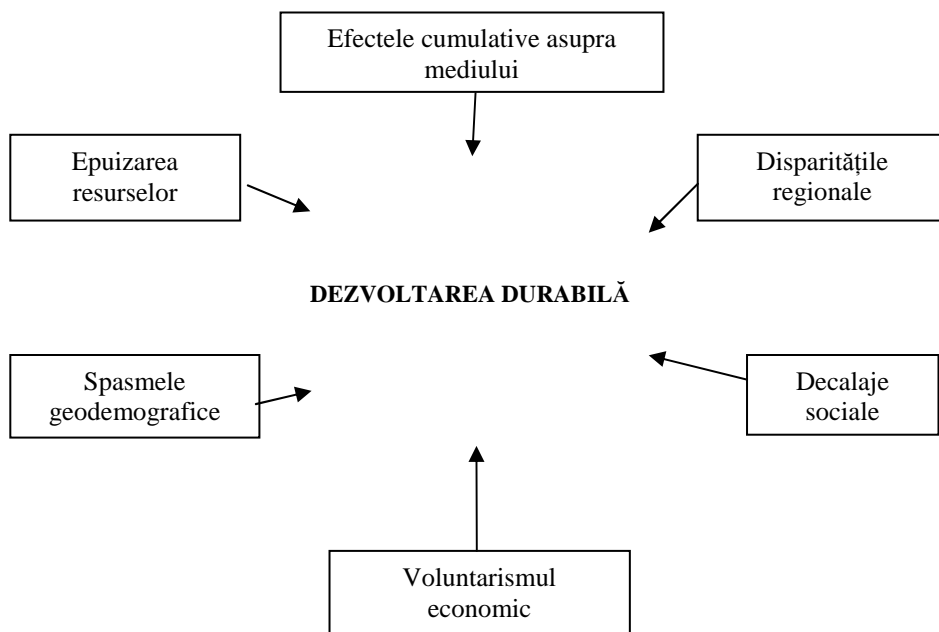 Efectele cumulative asupra
mediului
Epuizarea
resurselor
Disparitățile
regionale
DEZVOLTAREA DURABILĂ
Spasmele
geodemografice
Decalaje
sociale
Voluntarismul
economic